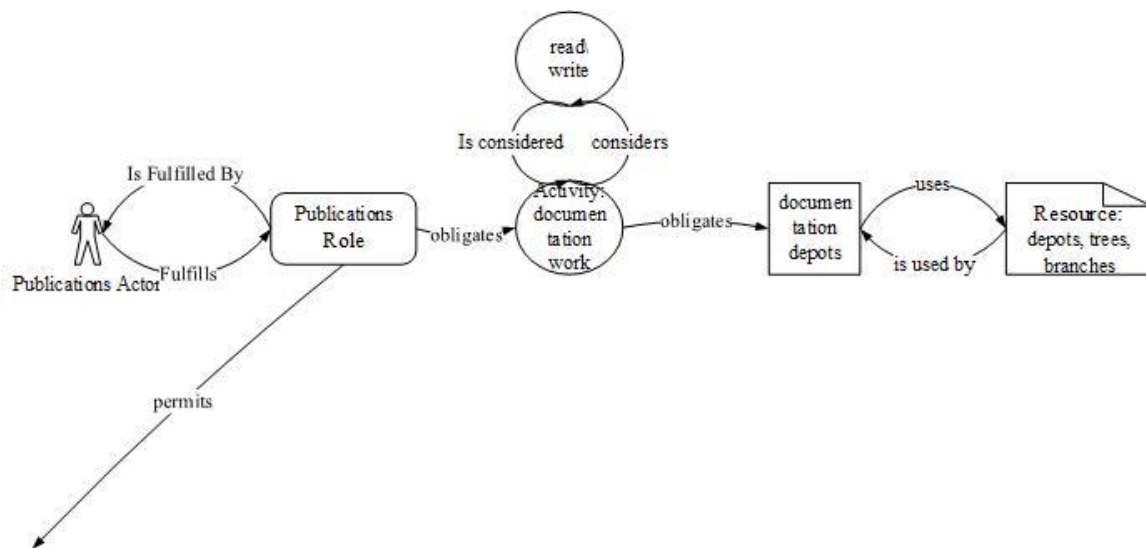 read\
write
Is considered
considers
Is Fulfilled By
Publications
Role
Fulfills
Publications Actor
obligates
Activity:
documen
tation
work
obligates
documen
tation
depots
uses
is used by
Resource:
depots, trees,
branches
permits